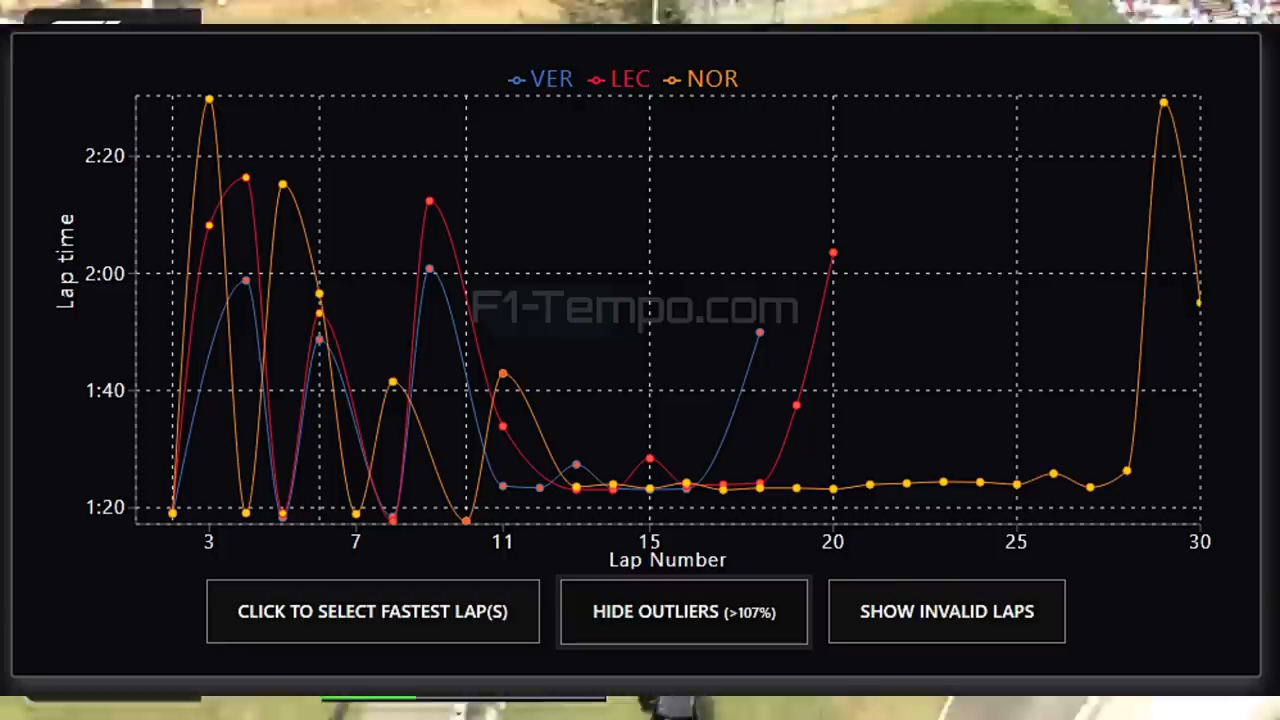 VER LEC NOR
2:20
2:00
1:40
1:20
Lap time
F1-Tempo.com
3 7 11 15 20 25 30
Lap Number
CLICK TO SELECT FASTEST LAP(S) HIDE OUTLIERS (>107%) SHOW INVALID LAPS